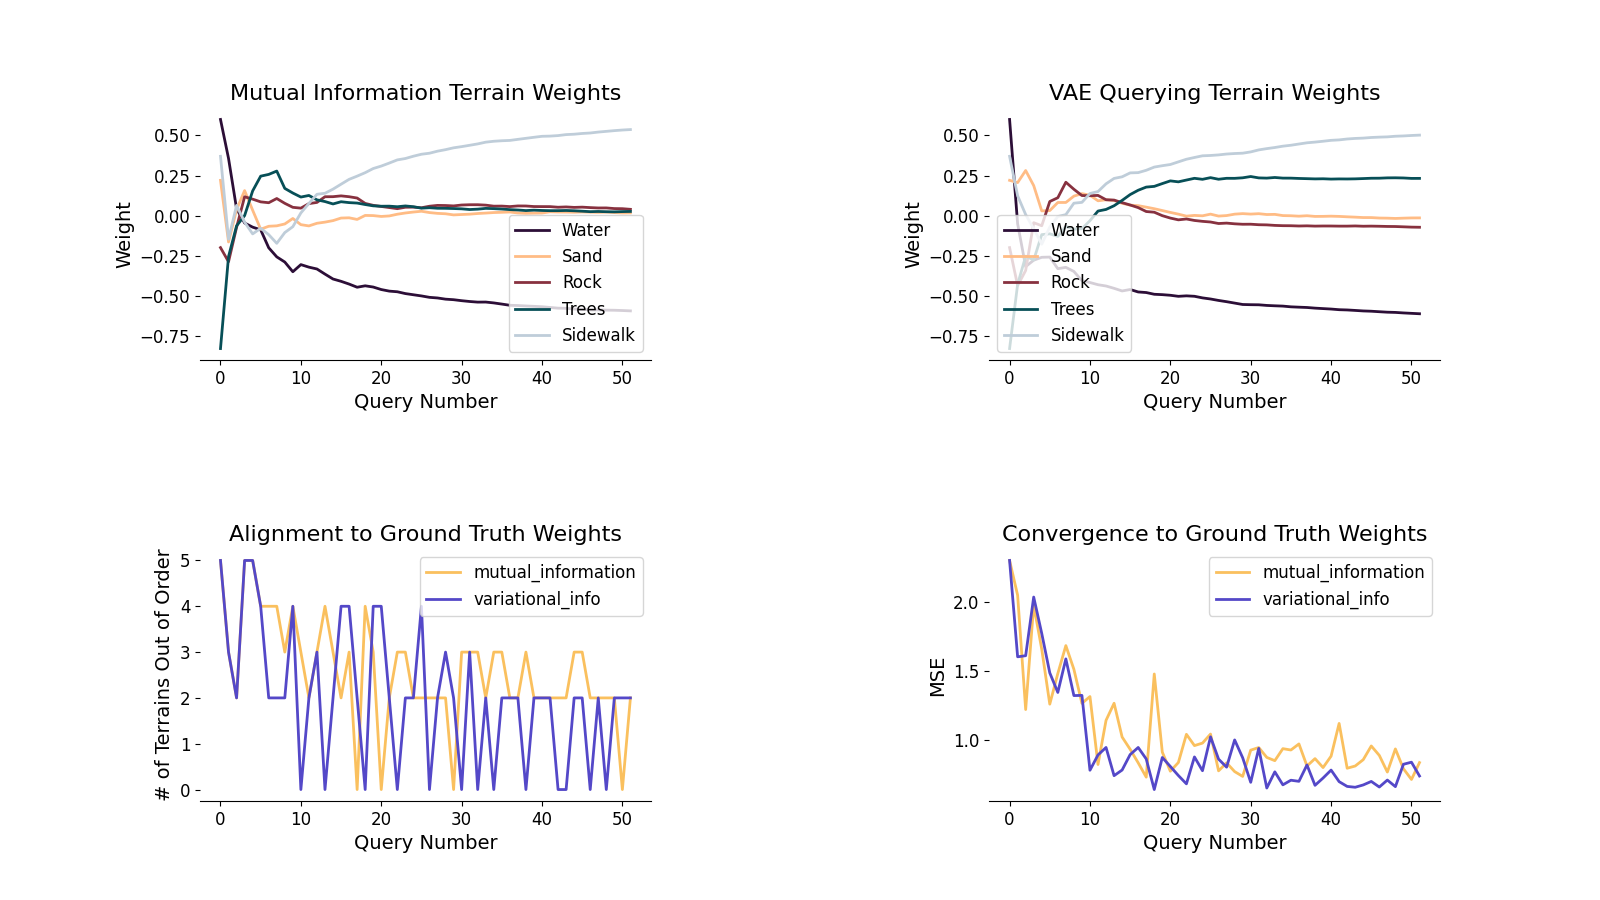 Mutual Information Terrain Weights
Weight
0.50
0.25
0.00
−0.25
−0.50
−0.75
Water
Sand
Rock
Trees
Sidewalk
0 10 20 30 40 50
Query Number
VAE Querying Terrain Weights
Weight
0.50
0.25
0.00
−0.25
−0.50
−0.75
Water
Sand
Rock
Trees
Sidewalk
0 10 20 30 40 50
Query Number
Alignment to Ground Truth Weights
# of Terrains Out of Order
5
4
3
2
1
0
mutual_information
variational_info
0 10 20 30 40 50
Query Number
Convergence to Ground Truth Weights
MSE
2.0
1.5
1.0
mutual_information
variational_info
0 10 20 30 40 50
Query Number